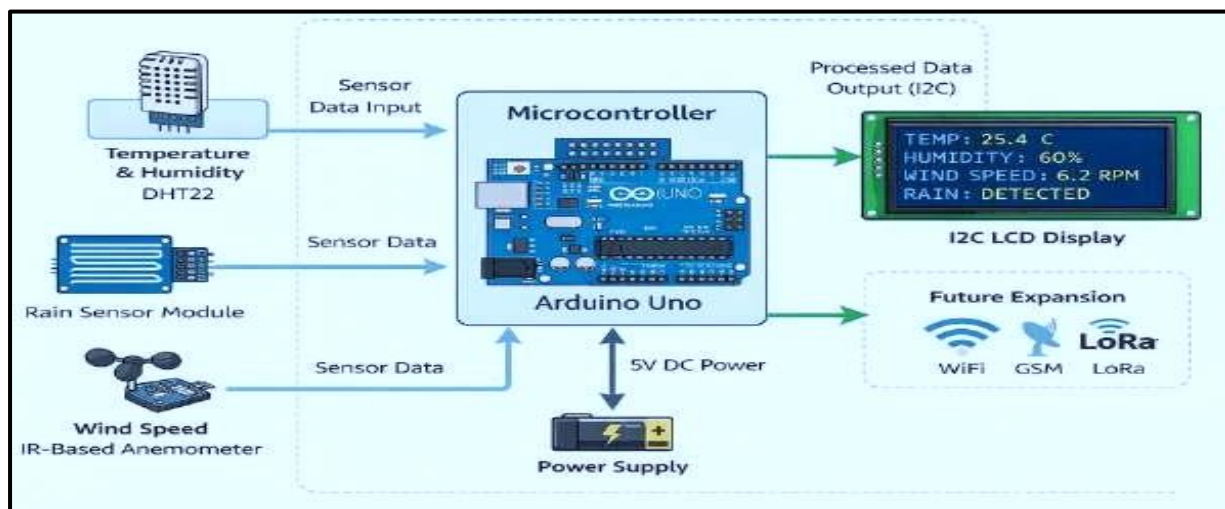 Temperature
& Humidity
DHT22
Rain Sensor Module
Wind Speed
IR-Based Anemometer
Sensor
Data Input
Sensor Data
Sensor Data
Microcontroller
UNO
Arduino Uno
5V DC Power
Power Supply
Processed Data
Output (I2C)
TEMP: 25.4 C
HUMIDITY: 60%
WIND SPEED: 6.2 RPM
RAIN: DETECTED
I2C LCD Display
Future Expansion
LoRa
WiFi GSM LoRa